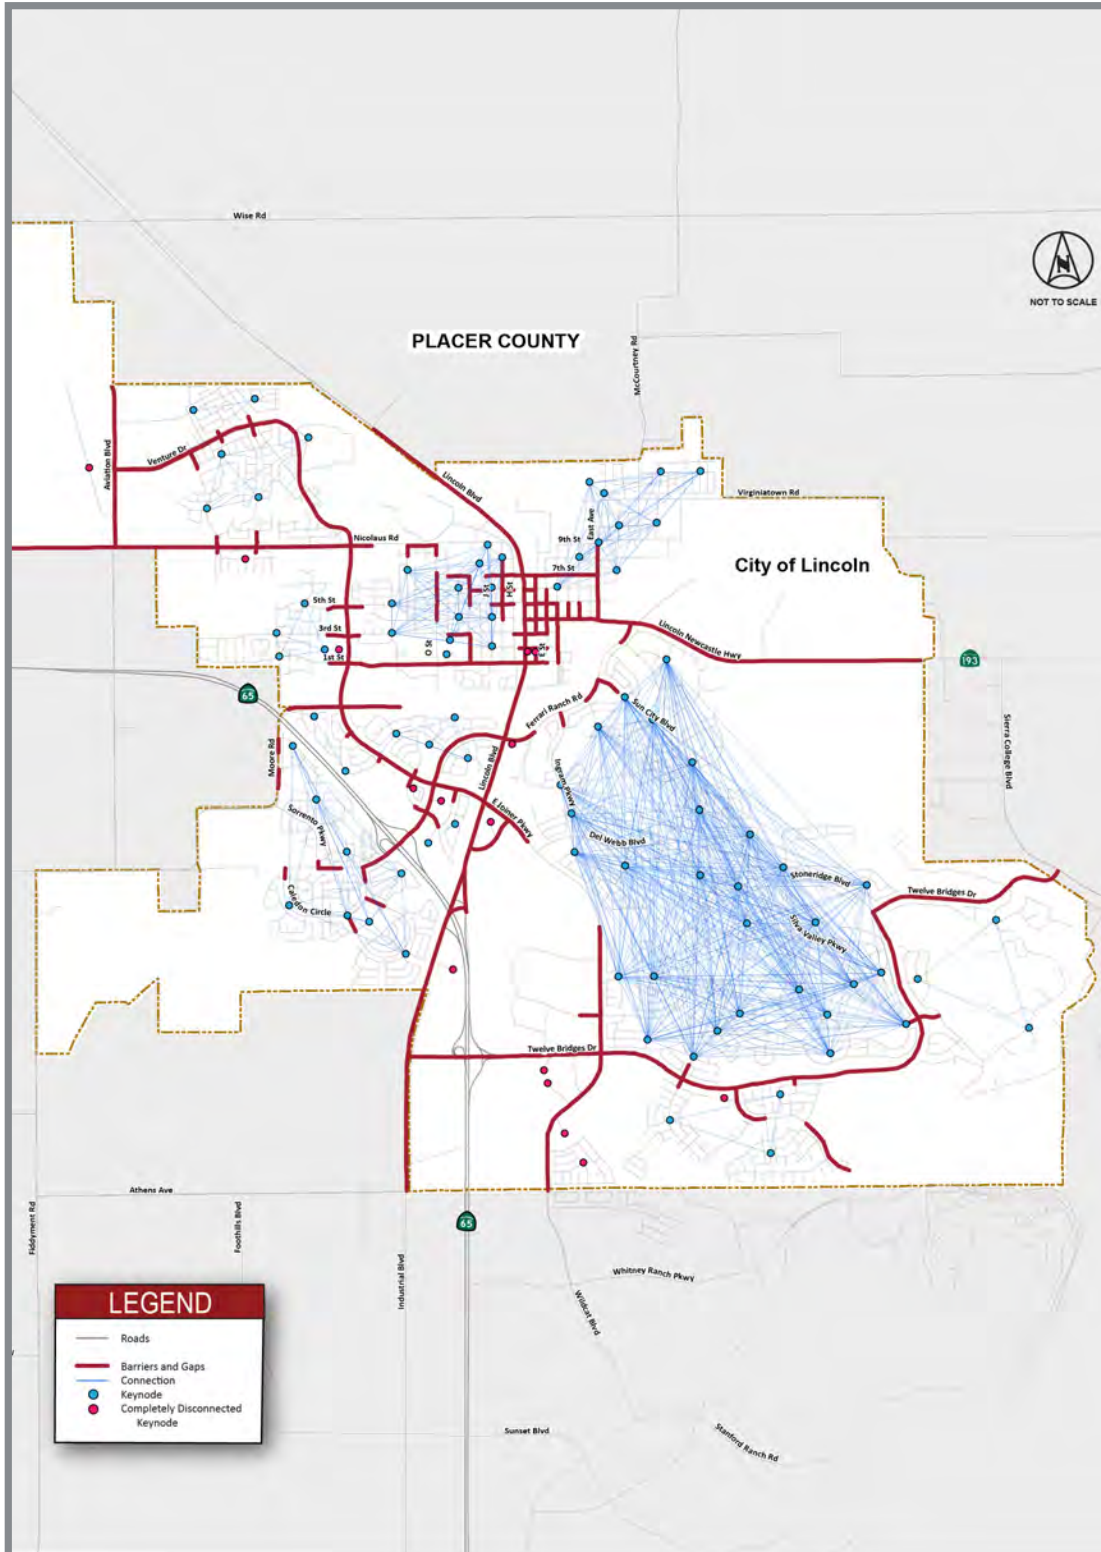 Wise Rd
N
NOT TO SCALE
PLACER COUNTY
McCourtney Rd
Aviation Blvd
Venture Dr
Lincoln Blvd
Virginiatown Rd
East Ave
9th St
Nicolaus Rd
7th St
City of Lincoln
J St
H St
5th St
3rd St
1st St
O St
E St
Lincoln Newcastle Hwy
193
65
Ferrari Ranch Rd
Sun City Blvd
Sierra College Blvd
Moore Rd
Lincoln Blvd
Ingram Pkwy
E Joiner Pkwy
Sorrento Pkwy
Del Webb Blvd
Stoneridge Blvd
Twelve Bridges Dr
Caledon Circle
Silva Valley Pkwy
Twelve Bridges Dr
Athens Ave
Fiddyment Rd
Foothills Blvd
65
Industrial Blvd
Whitney Ranch Pkwy
Wildcat Blvd
LEGEND
Roads
Barriers and Gaps
Connection
Keynode
Completely Disconnected
Keynode
Sunset Blvd
Stanford Ranch Rd